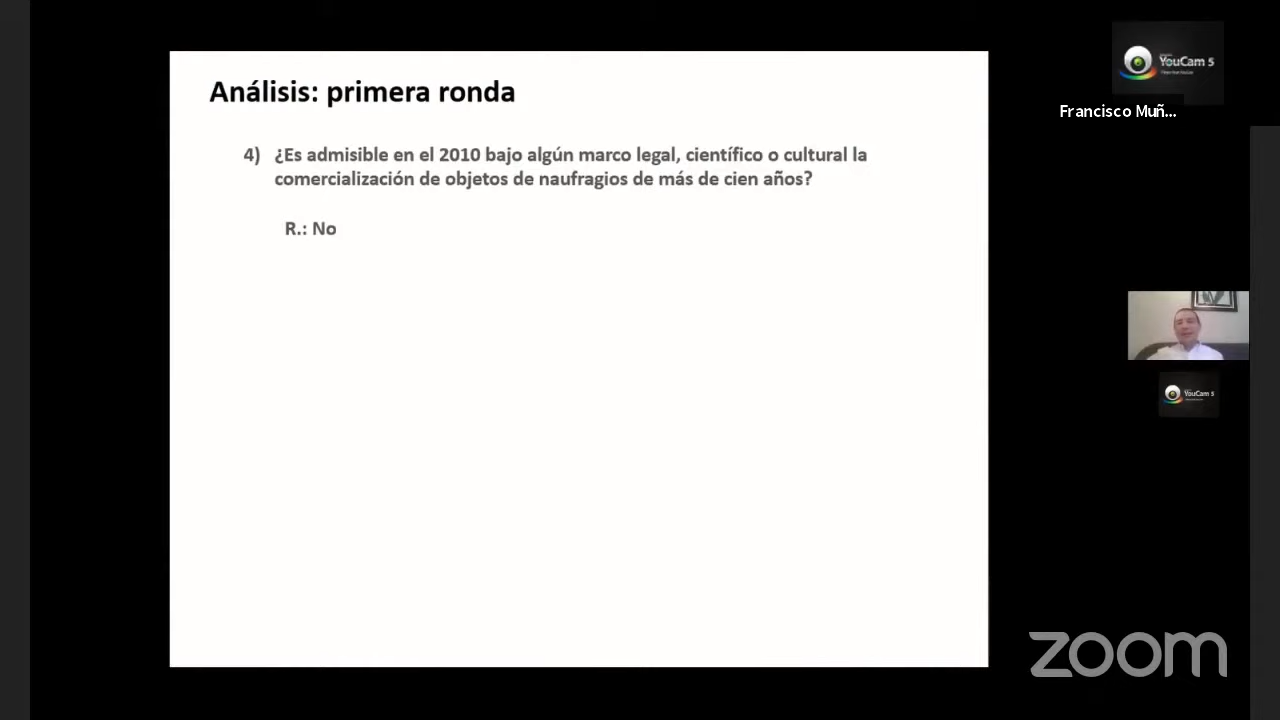 Análisis: primera ronda
4) ¿Es admisible en el 2010 bajo algún marco legal, científico o cultural la
comercialización de objetos de naufragios de más de cien años?
R.: No
YouCam 5
Francisco Muñ...
YouCam 5
zoom